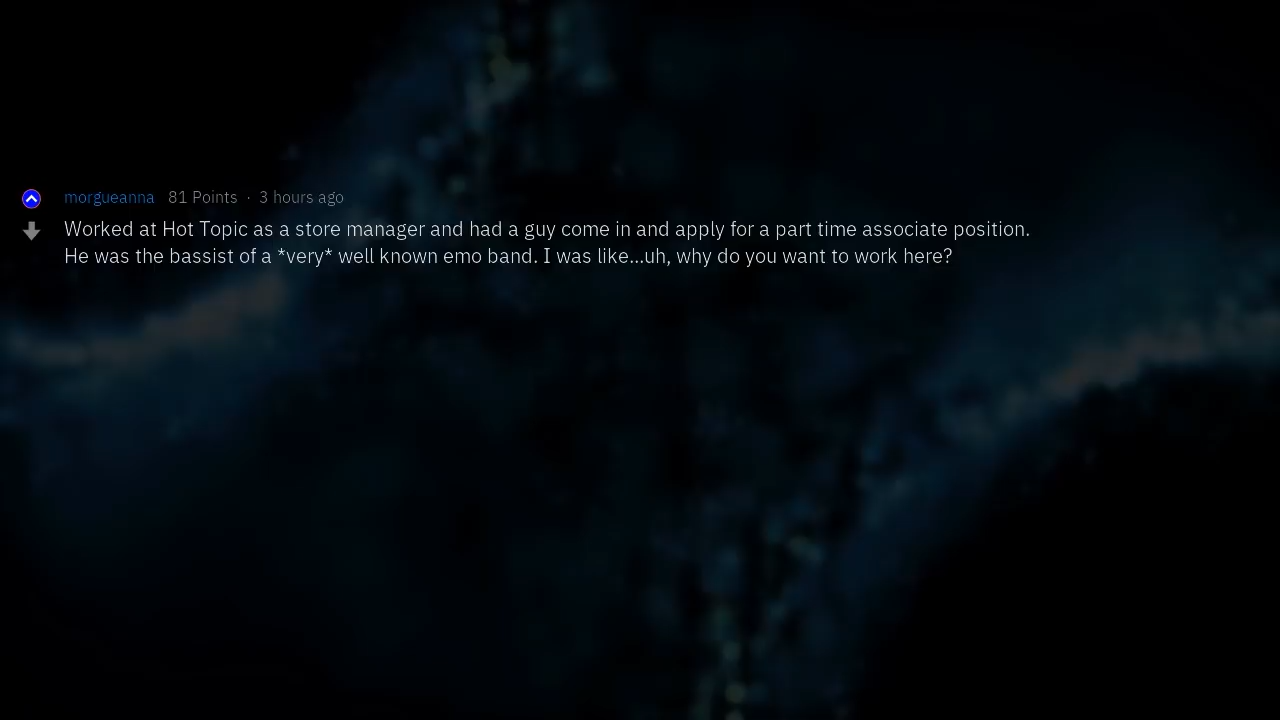 morgueanna 81 Points · 3 hours ago
Worked at Hot Topic as a store manager and had a guy come in and apply for a part time associate position.
He was the bassist of a *very* well known emo band. I was like...uh, why do you want to work here?